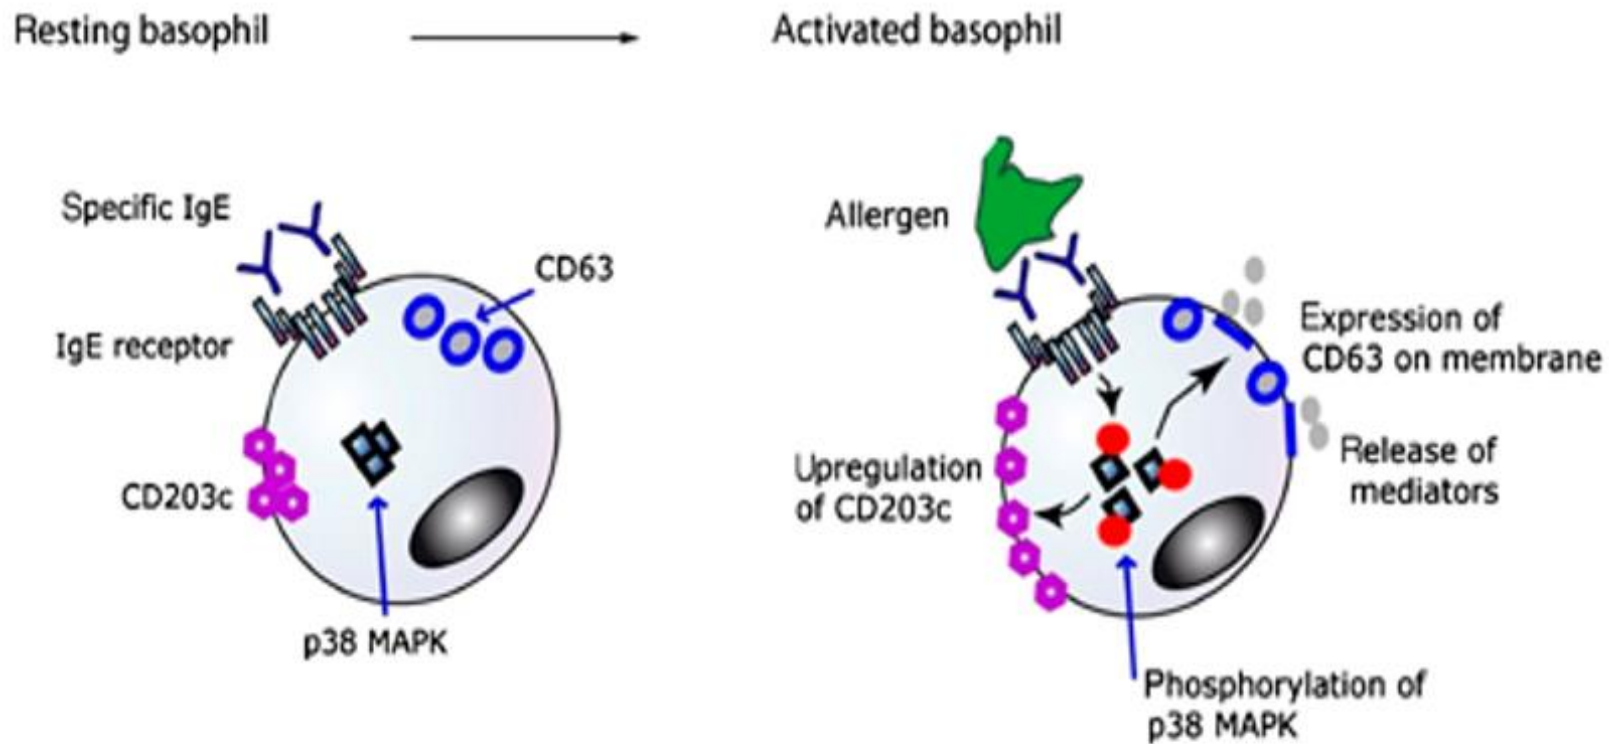 Resting basophil
Activated basophil
Specific IgE
CD63
IgE receptor
CD203c
p38 MAPK
Allergen
Expression of
CD63 on membrane
Upregulation
of CD203c
Release of
mediators
Phosphorylation of
p38 MAPK